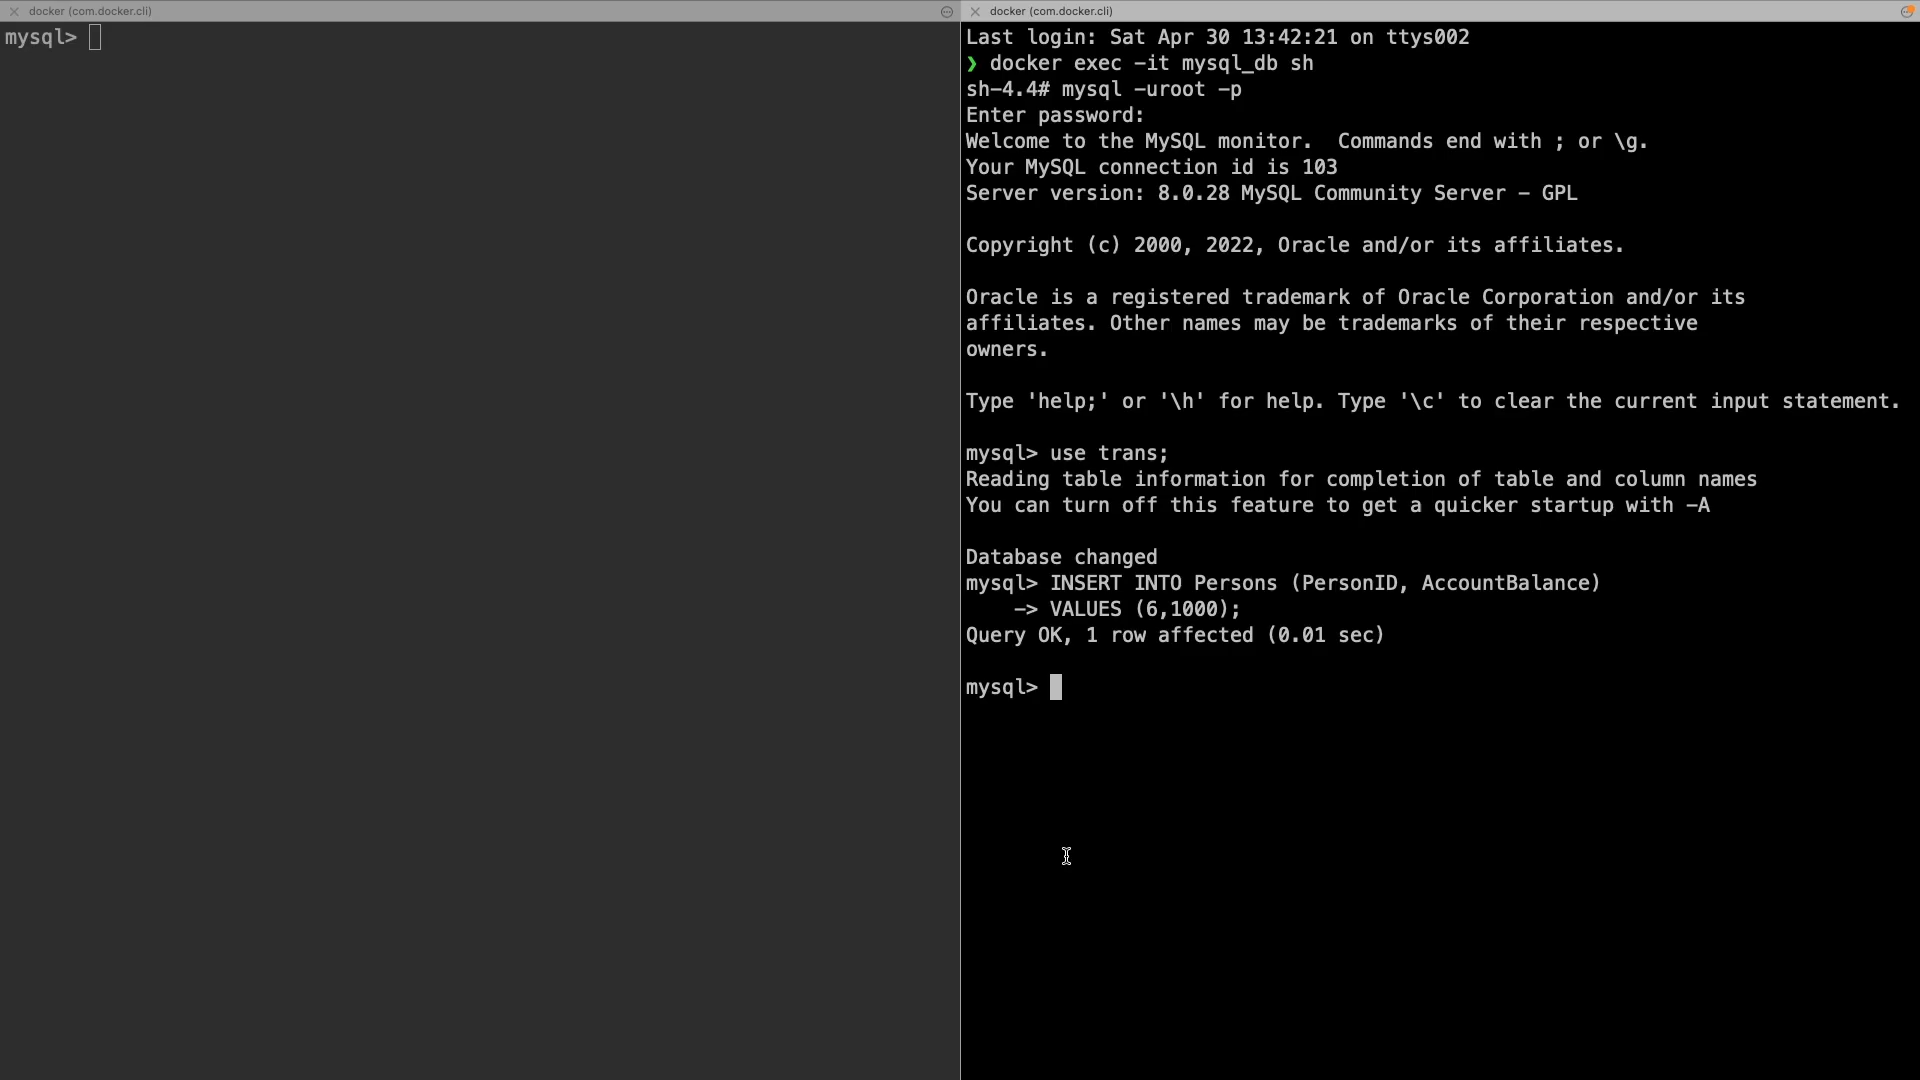 docker (com.docker.cli)
mysql>
docker (com.docker.cli)
Last login: Sat Apr 30 13:42:21 on ttys002
❯ docker exec -it mysql_db sh
sh-4.4# mysql -uroot -p
Enter password:
Welcome to the MySQL monitor.  Commands end with ; or \g.
Your MySQL connection id is 103
Server version: 8.0.28 MySQL Community Server - GPL
Copyright (c) 2000, 2022, Oracle and/or its affiliates.
Oracle is a registered trademark of Oracle Corporation and/or its
affiliates. Other names may be trademarks of their respective
owners.
Type 'help;' or '\h' for help. Type '\c' to clear the current input statement.
mysql> use trans;
Reading table information for completion of table and column names
You can turn off this feature to get a quicker startup with -A
Database changed
mysql> INSERT INTO Persons (PersonID, AccountBalance)
    -> VALUES (6,1000);
Query OK, 1 row affected (0.01 sec)
mysql>